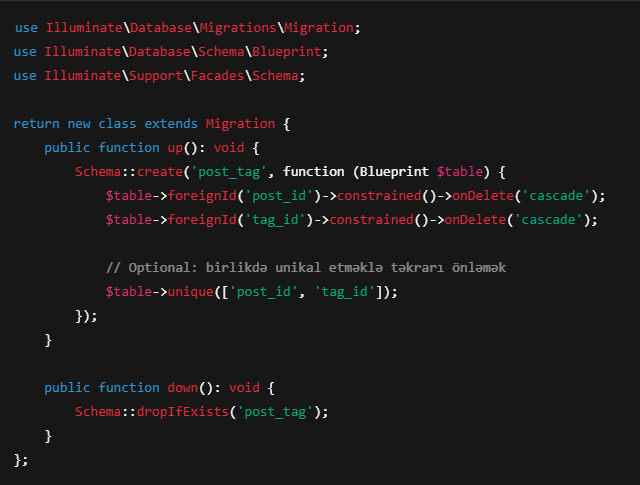 use Illuminate\Database\Migrations\Migration;
use Illuminate\Database\Schema\Blueprint;
use Illuminate\Support\Facades\Schema;
return new class extends Migration {
public function up(): void {
Schema::create('post_tag', function (Blueprint $table) {
$table->foreignId('post_id')->constrained()->onDelete('cascade');
$table->foreignId('tag_id')->constrained()->onDelete('cascade');
// Optional: birlikdə unikal etməklə təkrarı önləmək
$table->unique(['post_id', 'tag_id']);
});
}
public function down(): void {
Schema::dropIfExists('post_tag');
}
};